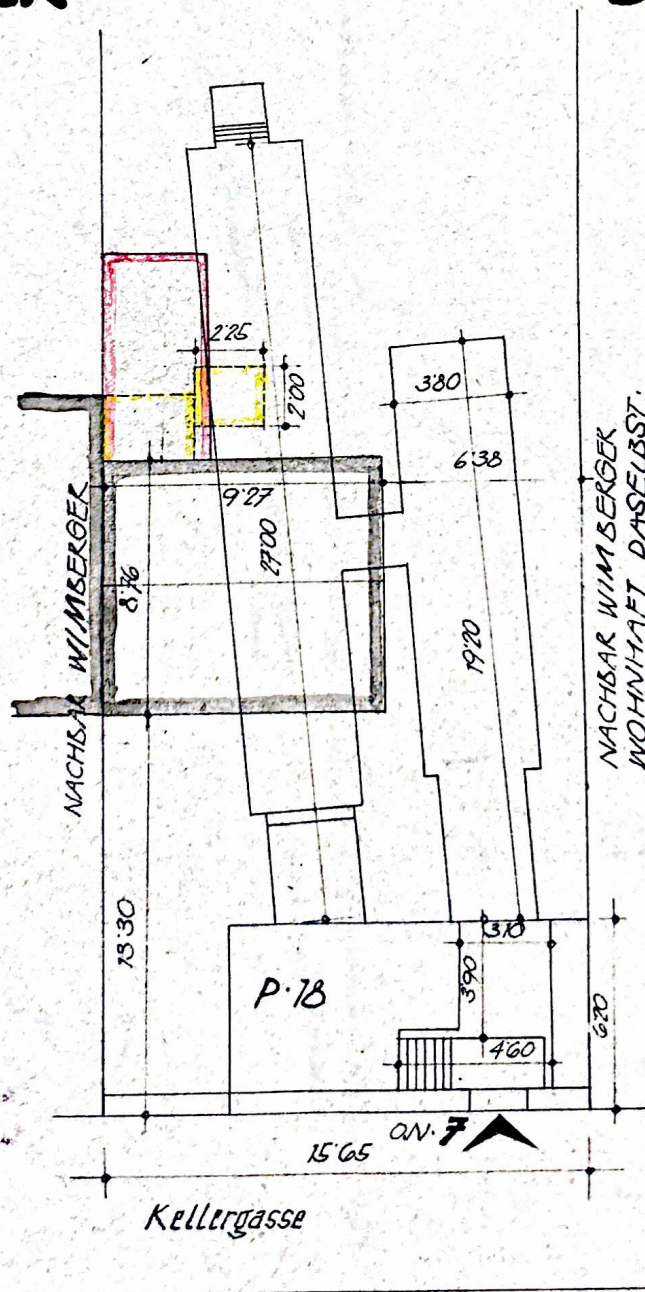 2'25
2'00
3'80
6'38
9'27
27'00
8'76
19'20
NACHBAR WIMBERGER
NACHBAR WIMBERGER
WOHNHAFT DASELBST.
13'30
P.18
3'10
3'90
4'60
6'20
O.N. 7
15'65
Kellergasse